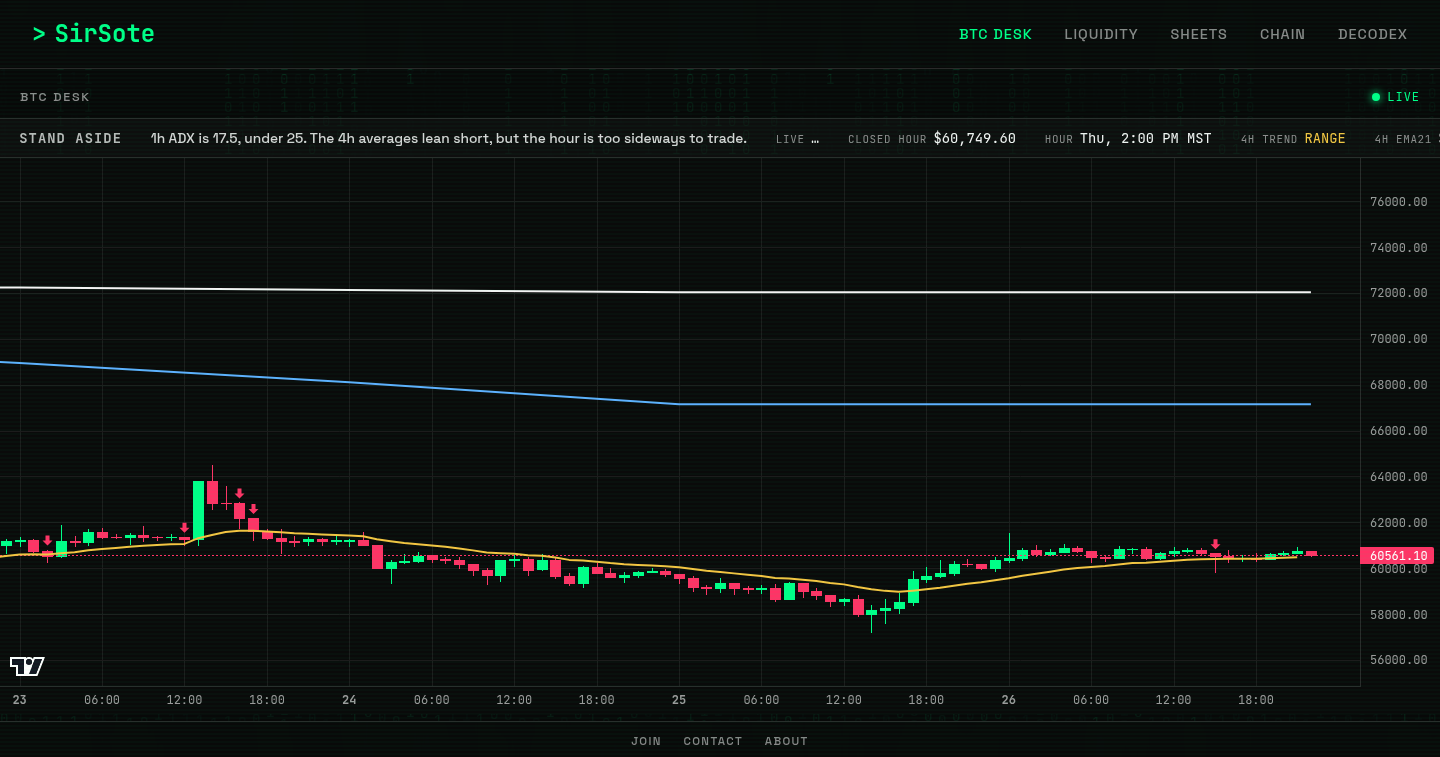 > SirSote
BTC DESK LIQUIDITY SHEETS CHAIN DECODEX
BTC DESK
LIVE
STAND ASIDE 1h ADX is 17.5, under 25. The 4h averages lean short, but the hour is too sideways to trade. LIVE … CLOSED HOUR $60,749.60 HOUR Thu, 2:00 PM MST 4H TREND RANGE 4H EMA21
76000.00
74000.00
72000.00
70000.00
68000.00
66000.00
64000.00
62000.00
60561.10
60000.00
58000.00
56000.00
23 06:00 12:00 18:00 24 06:00 12:00 18:00 25 06:00 12:00 18:00 26 06:00 12:00 18:00
JOIN CONTACT ABOUT